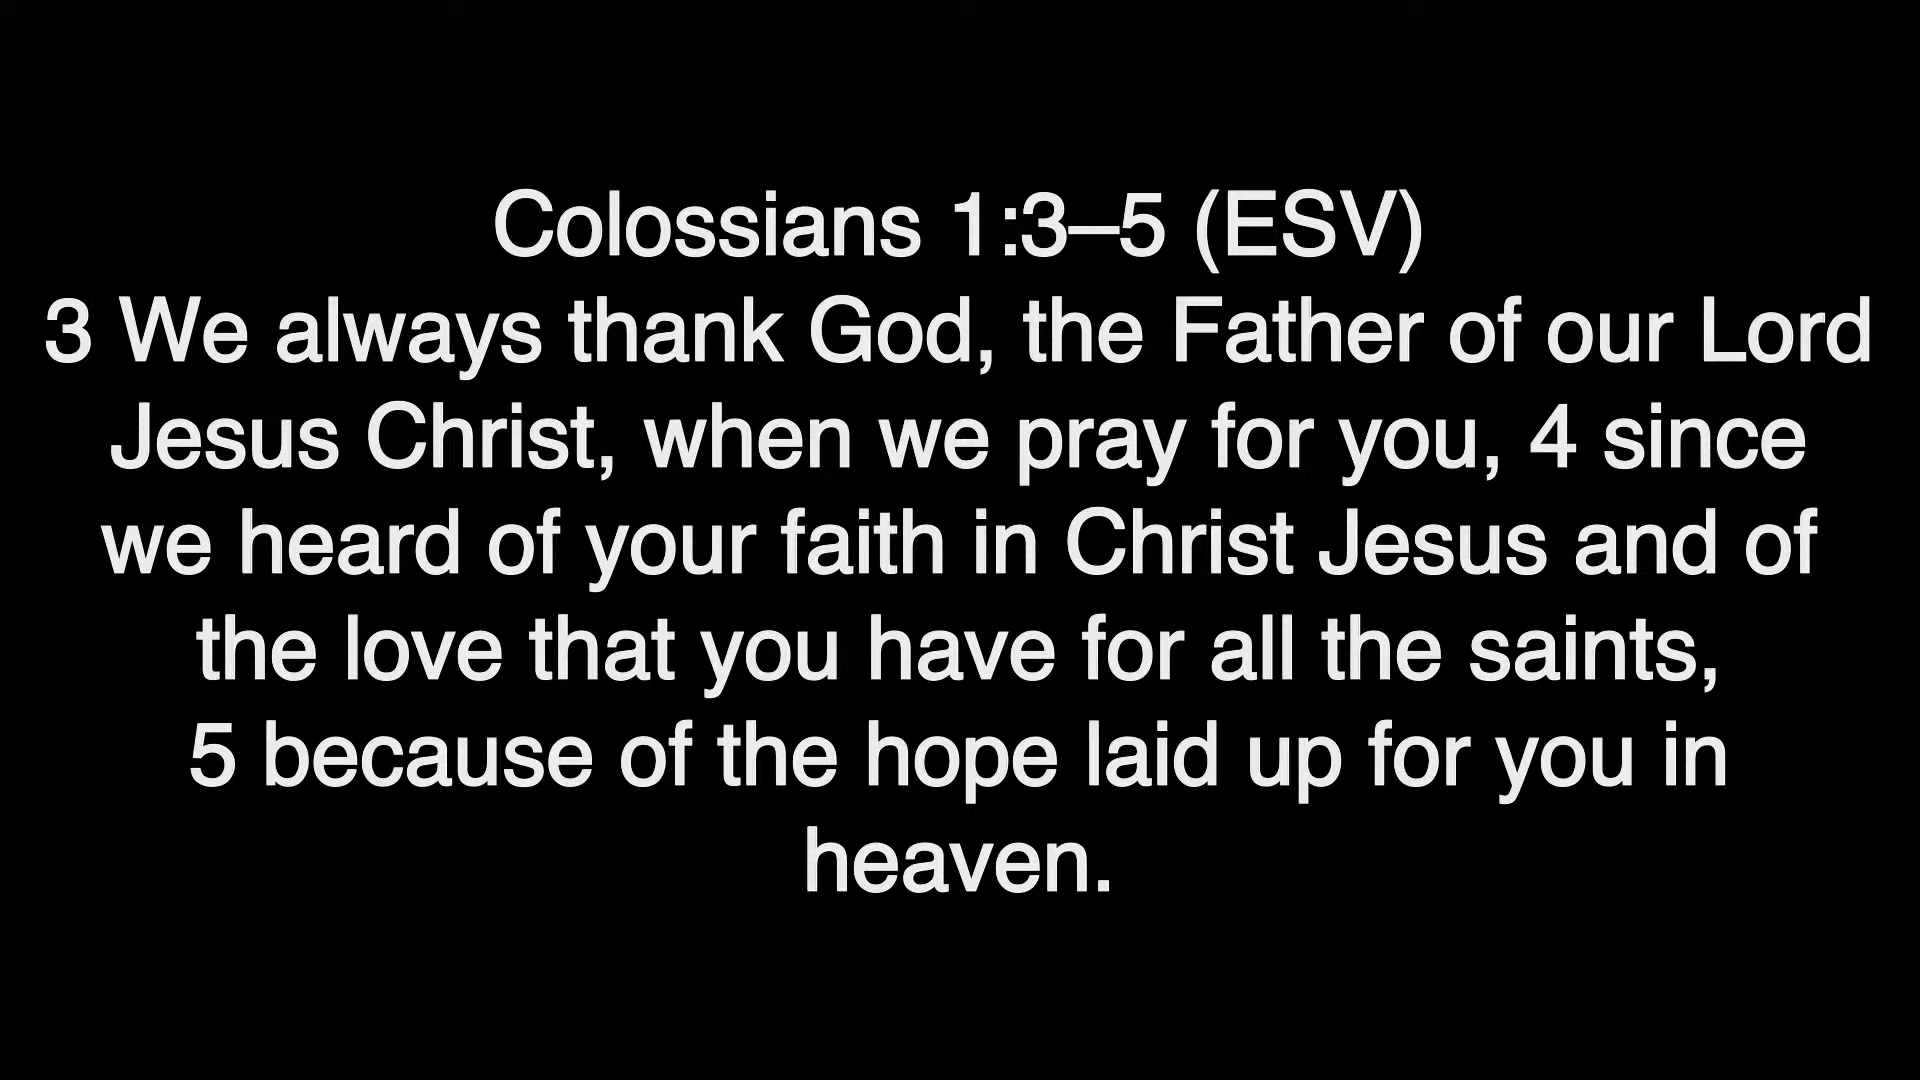 Colossians 1:3–5 (ESV)
3 We always thank God, the Father of our Lord
Jesus Christ, when we pray for you, 4 since
we heard of your faith in Christ Jesus and of
the love that you have for all the saints,
5 because of the hope laid up for you in
heaven.